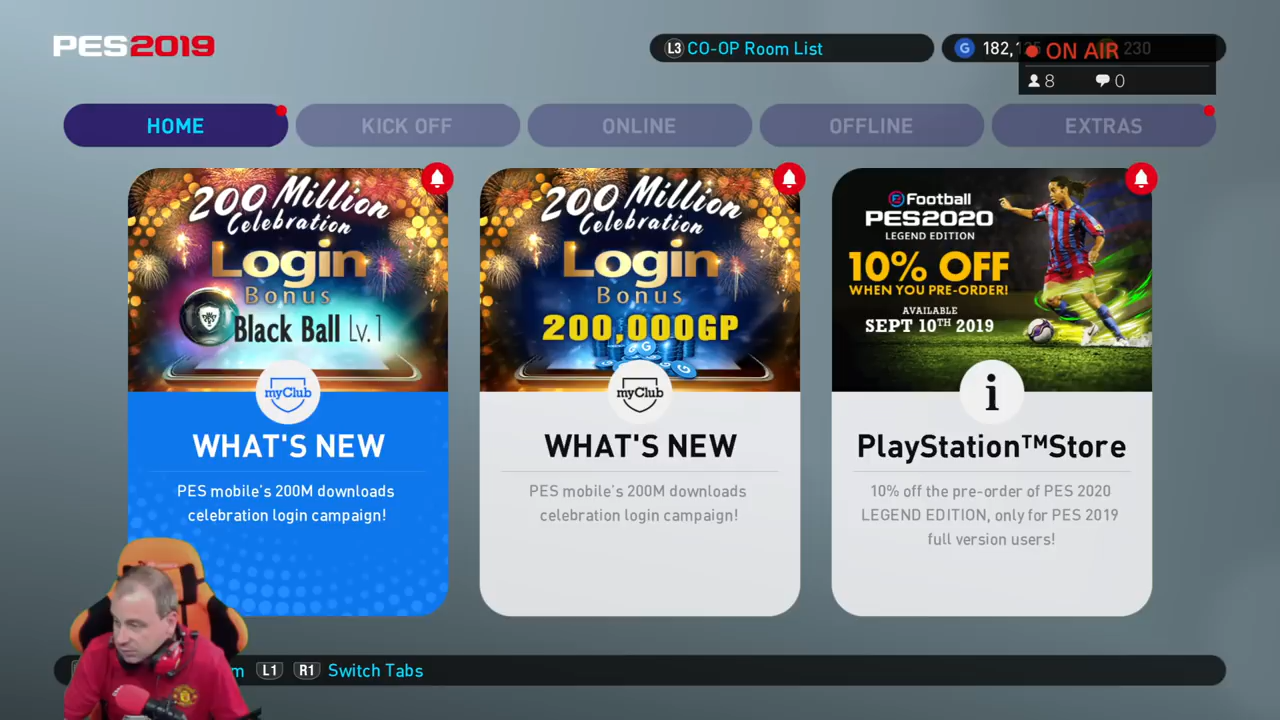 PES2019
L3 CO-OP Room List
182,1
230
ON AIR
8 0
HOME
KICK OFF
ONLINE
OFFLINE
EXTRAS
200 Million
Celebration
Login
Bonus
Black Ball Lv.1
myClub
WHAT'S NEW
PES mobile's 200M downloads
celebration login campaign!
200 Million
Celebration
Login
Bonus
200,000GP
myClub
WHAT'S NEW
PES mobile's 200M downloads
celebration login campaign!
Football
PES2020
LEGEND EDITION
10% OFF
WHEN YOU PRE-ORDER!
AVAILABLE
SEPT 10TH 2019
i
PlayStation™Store
10% off the pre-order of PES 2020
LEGEND EDITION, only for PES 2019
full version users!
L1 R1 Switch Tabs